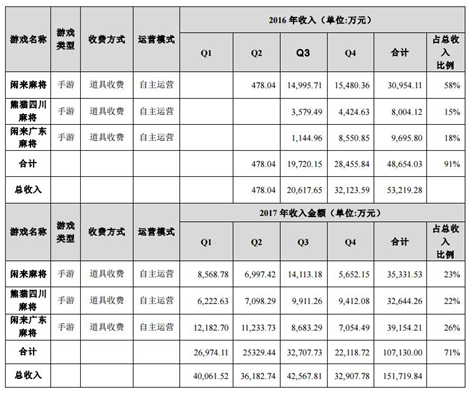 游戏名称 游戏类型 收费方式 运营模式 2016年收入（单位:万元）
Q1 Q2 Q3 Q4 合计 占总收入比例
闲来麻将 手游 道具收费 自主运营 478.04 14,995.71 15,480.36 30,954.11 58%
熊猫四川麻将 手游 道具收费 自主运营 3,579.49 4,424.63 8,004.12 15%
闲来广东麻将 手游 道具收费 自主运营 1,144.96 8,550.85 9,695.80 18%
合计 478.04 19,720.15 28,455.84 48,654.03 91%
总收入 478.04 20,617.65 32,123.59 53,219.28
游戏名称 游戏类型 收费方式 运营模式 2017年收入金额（单位:万元）
Q1 Q2 Q3 Q4 合计 占总收入比例
闲来麻将 手游 道具收费 自主运营 8,568.78 6,997.42 14,113.18 5,652.15 35,331.53 23%
熊猫四川麻将 手游 道具收费 自主运营 6,222.63 7,098.29 9,911.26 9,412.08 32,644.26 22%
闲来广东麻将 手游 道具收费 自主运营 12,182.70 11,233.73 8,683.29 7,054.49 39,154.21 26%
合计 26,974.11 25329.44 32,707.73 22,118.72 107,130.00 71%
总收入 40,061.52 36,182.74 42,567.81 32,907.78 151,719.84